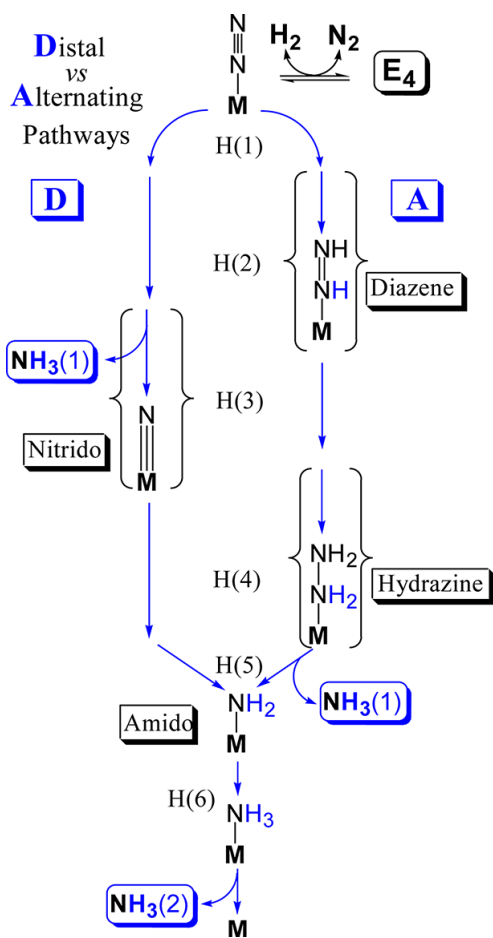 N
N
M
H2 N2
E4
Distal
vs
Alternating
Pathways
H(1)
D
A
H(2)
NH
NH
M
Diazene
NH3(1)
H(3)
N
M
Nitrido
H(4)
NH2
NH2
M
Hydrazine
H(5)
NH3(1)
NH2
M
Amido
H(6)
NH3
M
NH3(2)
M